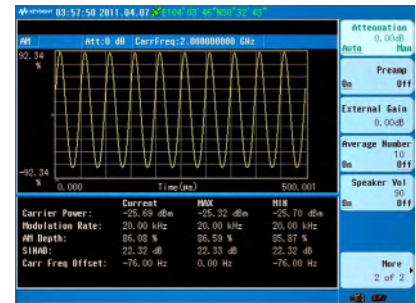 KEYSIGHT 03:57:50 2011.04.07 E104°03'46"N30°32'43"
AM Att:0 dB CarrFreq:2.000000000 GHz
92.34
%
-92.34
%
0.000 Time(μs) 500.001
Current MAX MIN
Carrier Power: -25.69 dBm -25.32 dBm -25.70 dBm
Modulation Rate: 20.00 kHz 20.00 kHz 20.00 kHz
AM Depth: 86.08 % 86.59 % 85.87 %
SINAD: 22.32 dB 22.33 dB 22.32 dB
Carr Freq Offset: -76.00 Hz 0.00 Hz -76.00 Hz
Attenuation
0.00dB
Auto Man
Preamp
On Off
External Gain
0.00dB
Average Number
10
On Off
Speaker Vol
90
On Off
More
2 of 2